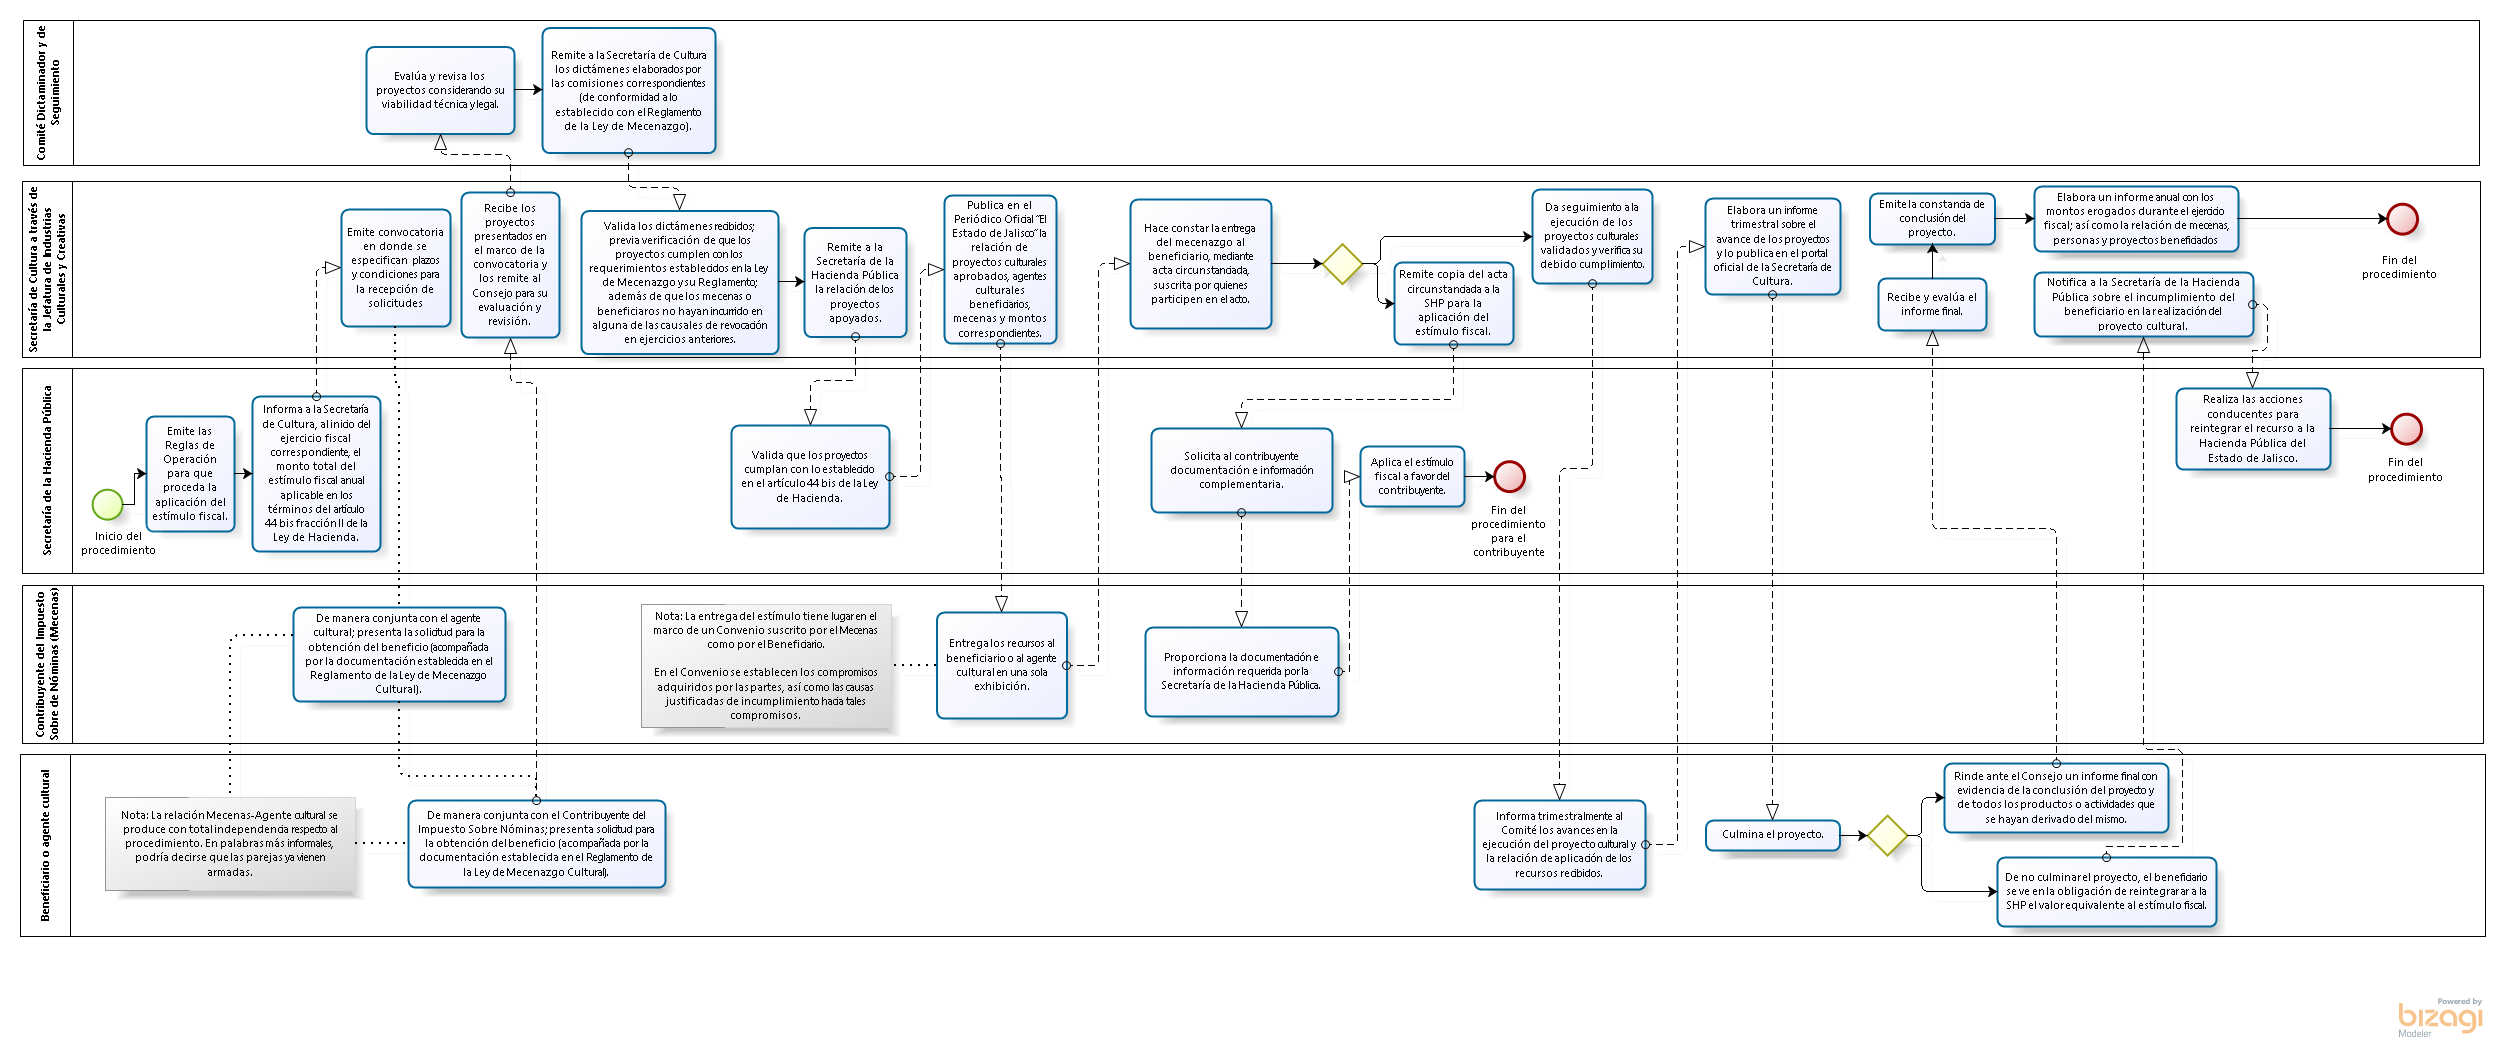 Comité Dictaminador y de
Seguimiento
Evalúa y revisa los
proyectos considerando su
viabilidad técnica y legal.
Remite a la Secretaría de Cultura
los dictámenes elaborados por
las comisiones correspondientes
(de conformidad a lo
establecido con el Reglamento
de la Ley de Mecenazgo).
Secretaría de Cultura a través de
la Jefatura de Industrias
Culturales y Creativas
Emite convocatoria
en donde se
especifican plazos
y condiciones para
la recepción de
solicitudes
Recibe los
proyectos
presentados en
el marco de la
convocatoria y
los remite al
Consejo para su
evaluación y
revisión.
Valida los dictámenes recibidos;
previa verificación de que los
proyectos cumplen con los
requerimientos establecidos en la Ley
de Mecenazgo y su Reglamento;
además de que los mecenas o
beneficiaros no hayan incurrido en
alguna de las causales de revocación
en ejercicios anteriores.
Remite a la
Secretaría de la
Hacienda Pública
la relación de los
proyectos
apoyados.
Publica en el
Periódico Oficial "El
Estado de Jalisco" la
relación de
proyectos culturales
aprobados, agentes
culturales
beneficiarios,
mecenas y montos
correspondientes.
Hace constar la entrega
del mecenazgo al
beneficiario, mediante
acta circunstanciada,
suscrita por quienes
participen en el acto.
Remite copia del acta
circunstanciada a la
SHP para la
aplicación del
estímulo fiscal.
Da seguimiento a la
ejecución de los
proyectos culturales
validados y verifica su
debido cumplimiento.
Elabora un informe
trimestral sobre el
avance de los proyectos
y lo publica en el portal
oficial de la Secretaría de
Cultura.
Emite la constancia de
conclusión del
proyecto.
Recibe y evalúa el
informe final.
Elabora un informe anual con los
montos erogados durante el ejercicio
fiscal; así como la relación de mecenas,
personas y proyectos beneficiados
Notifica a la Secretaría de la Hacienda
Pública sobre el incumplimiento del
beneficiario en la realización del
proyecto cultural.
Fin del
procedimiento
Secretaría de la Hacienda Pública
Inicio del
procedimiento
Emite las
Reglas de
Operación
para que
proceda la
aplicación del
estímulo fiscal.
Informa a la Secretaría
de Cultura, al inicio del
ejercicio fiscal
correspondiente, el
monto total del
estímulo fiscal anual
aplicable en los
términos del artículo
44 bis fracción II de la
Ley de Hacienda.
Valida que los proyectos
cumplan con lo establecido
en el artículo 44 bis de la Ley
de Hacienda.
Solicita al contribuyente
documentación e información
complementaria.
Aplica el estímulo
fiscal a favor del
contribuyente.
Fin del
procedimiento
para el
contribuyente
Realiza las acciones
conducentes para
reintegrar el recurso a la
Hacienda Pública del
Estado de Jalisco.
Fin del
procedimiento
Contribuyente del Impuesto
Sobre de Nóminas (Mecenas)
De manera conjunta con el agente
cultural; presenta la solicitud para la
obtención del beneficio (acompañada
por la documentación establecida en el
Reglamento de la Ley de Mecenazgo
Cultural).
Nota: La entrega del estímulo tiene lugar en el
marco de un Convenio suscrito por el Mecenas
como por el Beneficiario.
En el Convenio se establecen los compromisos
adquiridos por las partes, así como las causas
justificadas de incumplimiento hacia tales
compromisos.
Entrega los recursos al
beneficiario o al agente
cultural en una sola
exhibición.
Proporciona la documentación e
información requerida por la
Secretaría de la Hacienda Pública.
Beneficiario o agente cultural
Nota: La relación Mecenas-Agente cultural se
produce con total independencia respecto al
procedimiento. En palabras más informales,
podría decirse que las parejas ya vienen
armadas.
De manera conjunta con el Contribuyente del
Impuesto Sobre Nóminas; presenta solicitud para
la obtención del beneficio (acompañada por la
documentación establecida en el Reglamento de
la Ley de Mecenazgo Cultural).
Informa trimestralmente al
Comité los avances en la
ejecución del proyecto cultural y
la relación de aplicación de los
recursos recibidos.
Culmina el proyecto.
Rinde ante el Consejo un informe final con
evidencia de la conclusión del proyecto y
de todos los productos o actividades que
se hayan derivado del mismo.
De no culminar el proyecto, el beneficiario
se ve en la obligación de reintegrarar a la
SHP el valor equivalente al estímulo fiscal.
Powered by
bizagi
Modeler